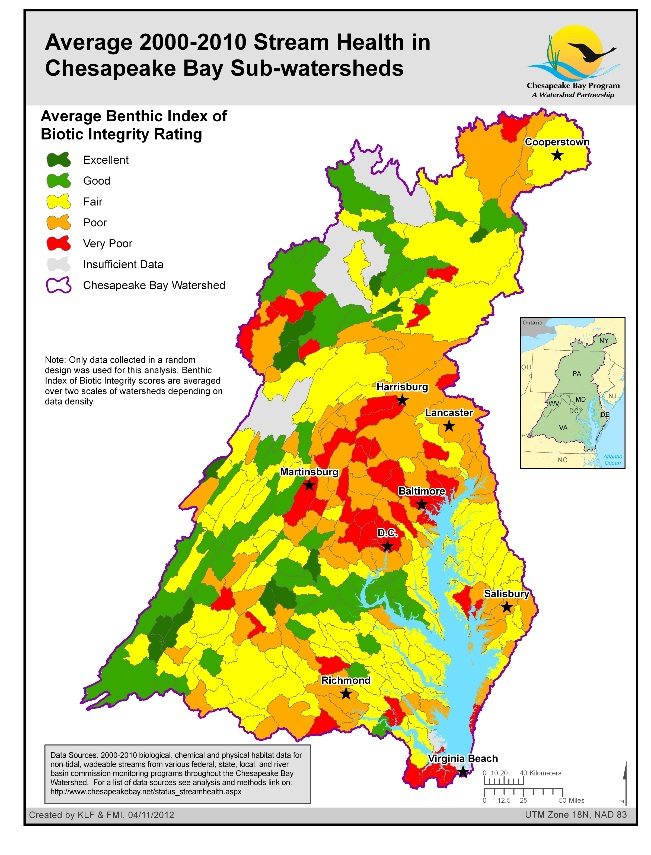 Average 2000-2010 Stream Health in
Chesapeake Bay Sub-watersheds
Chesapeake Bay Program
A Watershed Partnership
Average Benthic Index of
Biotic Integrity Rating
Excellent
Good
Fair
Poor
Very Poor
Insufficient Data
Chesapeake Bay Watershed
Note: Only data collected in a random
design was used for this analysis. Benthic
Index of Biotic Integrity scores are averaged
over two scales of watersheds depending on
data density
Cooperstown
Harrisburg
Lancaster
Martinsburg
Baltimore
D.C.
Salisbury
Richmond
Virginia Beach
Ontario
NY
PA
OH
NJ
MD
WV
DC
DE
VA
NC
Atlantic
Ocean
Data Sources: 2000-2010 biological, chemical and physical habitat data for
non-tidal, wadeable streams from various federal, state, local, and river
basin commission monitoring programs throughout the Chesapeake Bay
Watershed. For a list of data sources see analysis and methods link on:
http://www.chesapeakebay.net/status_streamhealth.aspx
0 10 20 40 Kilometers
0 12.5 25 50 Miles
Created by KLF & FMI, 04/11/2012
UTM Zone 18N, NAD 83